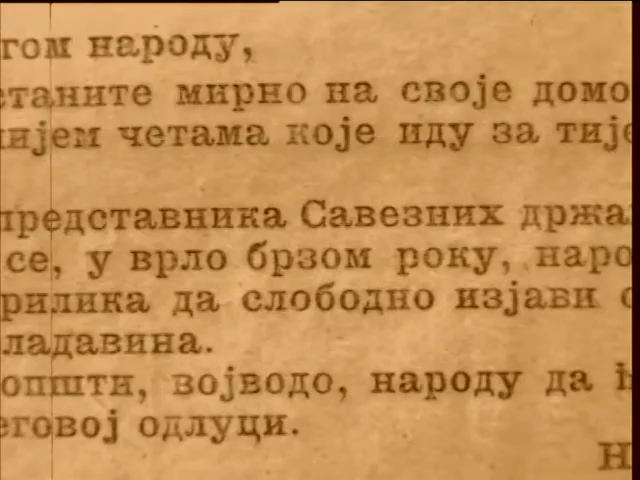 гом народу,
станите мирно на своје домо
ијем четама које иду за тије
представника Савезних држа
се, у врло брзом року, наро
рилика да слободно изјави
ладавина.
општи, војводо, народу да
еговој одлуци.
Н